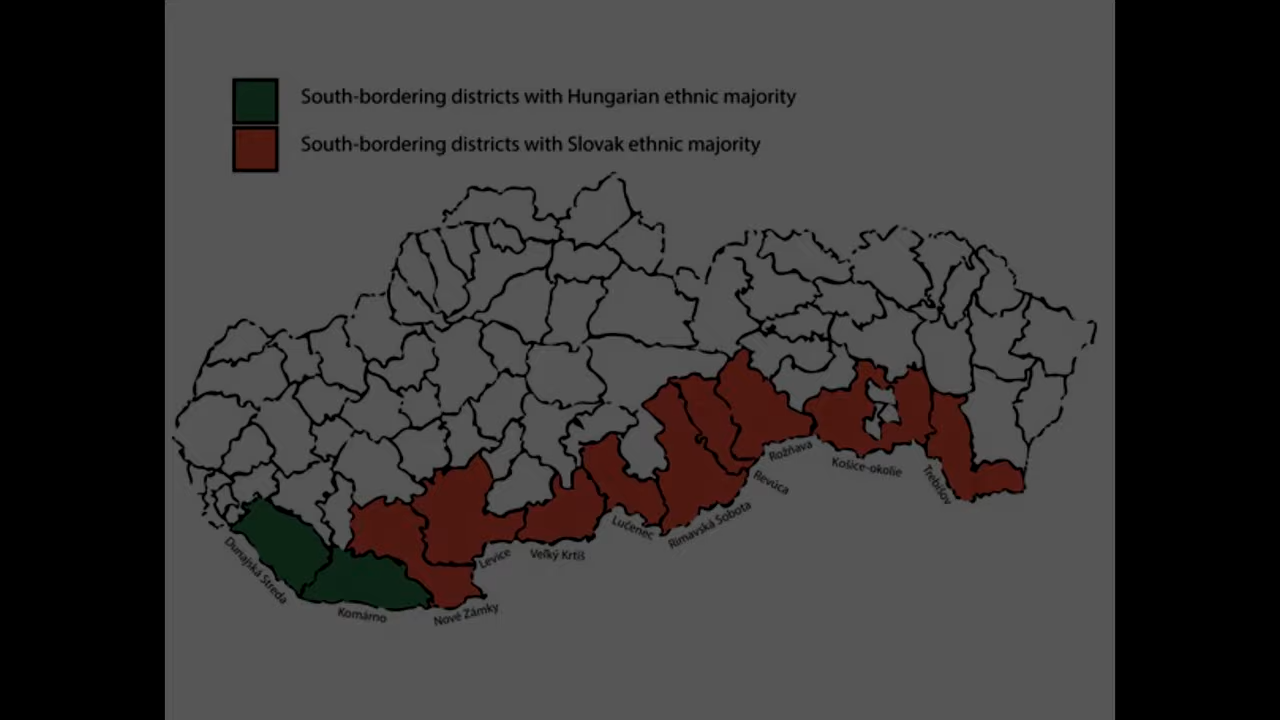 South-bordering districts with Hungarian ethnic majority
South-bordering districts with Slovak ethnic majority
Rožňava
Košice-okolie
Trebišov
Revúca
Rimavská Sobota
Lučenec
Veľký Krtíš
Levice
Dunajská Streda
Komárno
Nové Zámky